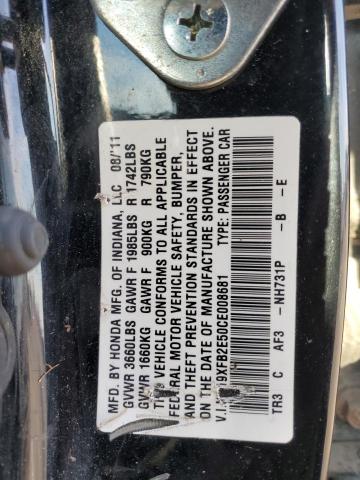 MFD. BY HONDA MFG. OF INDIANA, LLC 08/'11
GVWR 3660LBS GAWR F 1985LBS R 1742LBS
GVWR 1660KG GAWR F 900KG R 790KG
THIS VEHICLE CONFORMS TO ALL APPLICABLE
FEDERAL MOTOR VEHICLE SAFETY, BUMPER,
AND THEFT PREVENTION STANDARDS IN EFFECT
ON THE DATE OF MANUFACTURE SHOWN ABOVE.
V.I.N. 19XFB2E50CE008681 TYPE: PASSENGER CAR
TR3 C AF3 -NH731P -B -E